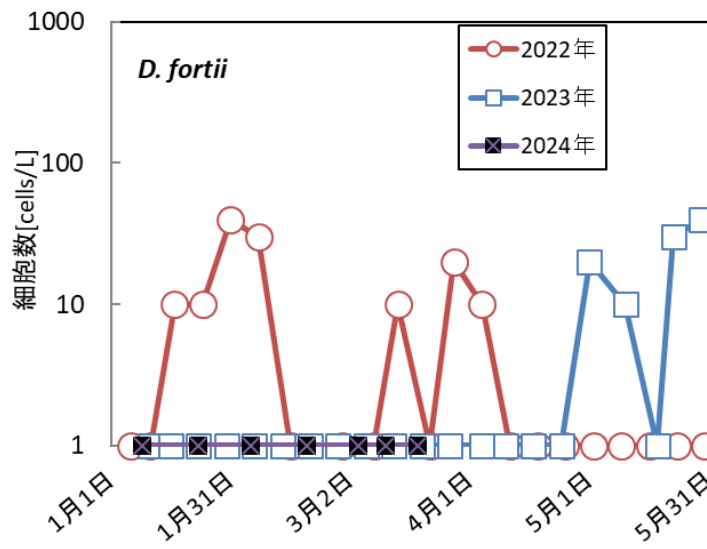 1000
D. fortii
2022年
2023年
2024年
100
10
1
細胞数[cells/L]
1月1日
1月31日
3月2日
4月1日
5月1日
5月31日